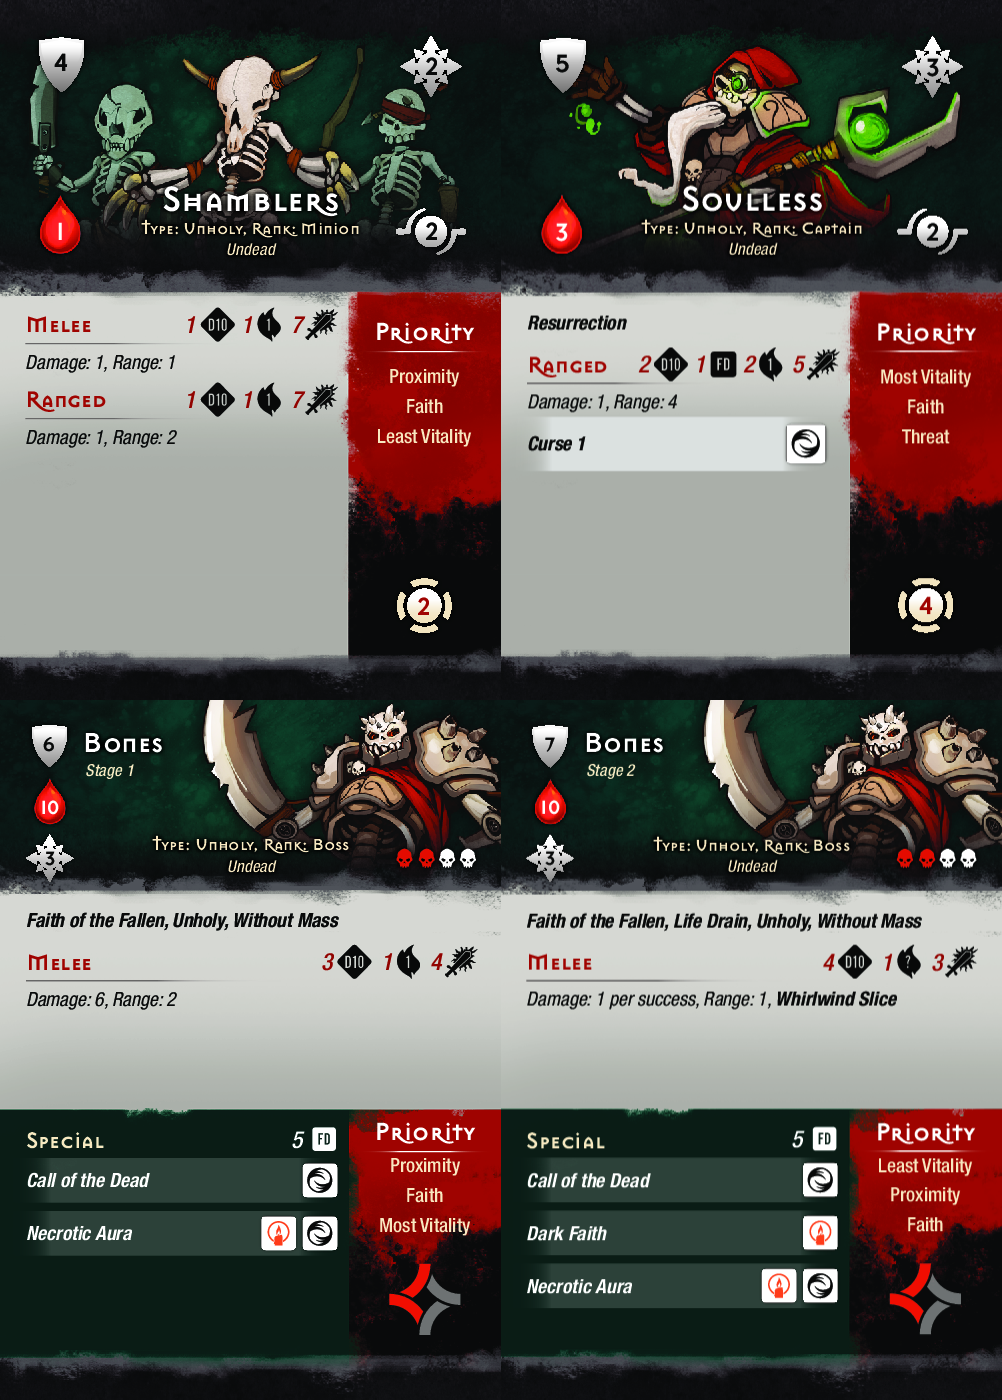 4
2
Shamblers
1
Type: Unholy, Rank: Minion
2
Undead
Melee 1 D10 1 1 7
Damage: 1, Range: 1
Ranged 1 D10 1 1 7
Damage: 1, Range: 2
Priority
Proximity
Faith
Least Vitality
2
5
3
Soulless
3
Type: Unholy, Rank: Captain
2
Undead
Resurrection
Ranged 2 D10 1 FD 2 1 5
Damage: 1, Range: 4
Curse 1
Priority
Most Vitality
Faith
Threat
4
6
Bones
Stage 1
10
3
Type: Unholy, Rank: Boss
Undead
Faith of the Fallen, Unholy, Without Mass
Melee 3 D10 1 1 4
Damage: 6, Range: 2
Special 5 FD
Call of the Dead
Necrotic Aura
Priority
Proximity
Faith
Most Vitality
7
Bones
Stage 2
10
3
Type: Unholy, Rank: Boss
Undead
Faith of the Fallen, Life Drain, Unholy, Without Mass
Melee 4 D10 1 ? 3
Damage: 1 per success, Range: 1, Whirlwind Slice
Special 5 FD
Call of the Dead
Dark Faith
Necrotic Aura
Priority
Least Vitality
Proximity
Faith